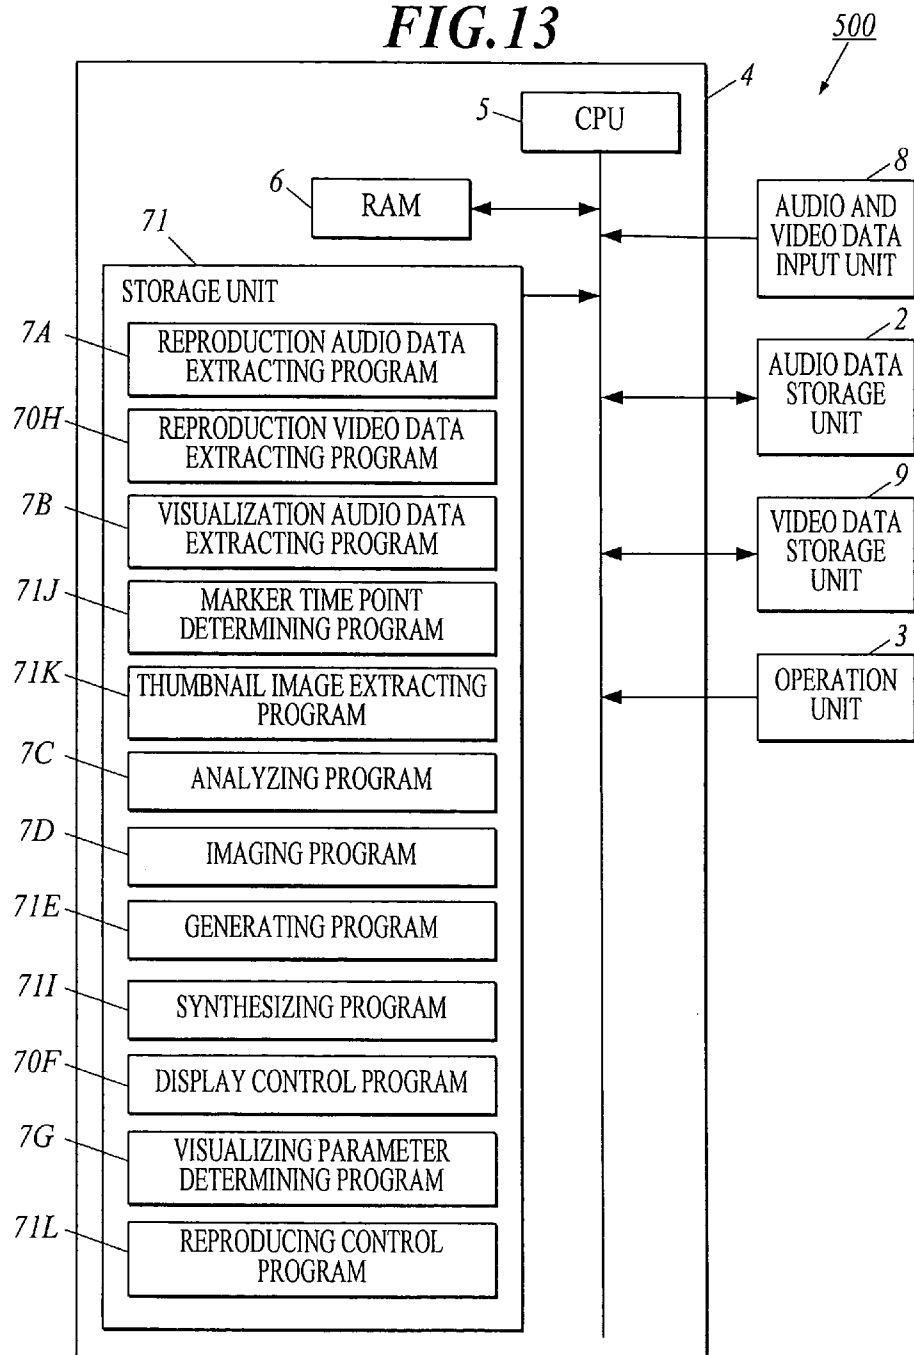 FIG.13
500
4
5
CPU
6
RAM
8
AUDIO AND
VIDEO DATA
INPUT UNIT
71
STORAGE UNIT
7A
REPRODUCTION AUDIO DATA
EXTRACTING PROGRAM
2
AUDIO DATA
STORAGE
UNIT
70H
REPRODUCTION VIDEO DATA
EXTRACTING PROGRAM
7B
VISUALIZATION AUDIO DATA
EXTRACTING PROGRAM
9
VIDEO DATA
STORAGE
UNIT
71J
MARKER TIME POINT
DETERMINING PROGRAM
71K
THUMBNAIL IMAGE EXTRACTING
PROGRAM
3
OPERATION
UNIT
7C
ANALYZING PROGRAM
7D
IMAGING PROGRAM
71E
GENERATING PROGRAM
71I
SYNTHESIZING PROGRAM
70F
DISPLAY CONTROL PROGRAM
7G
VISUALIZING PARAMETER
DETERMINING PROGRAM
71L
REPRODUCING CONTROL
PROGRAM